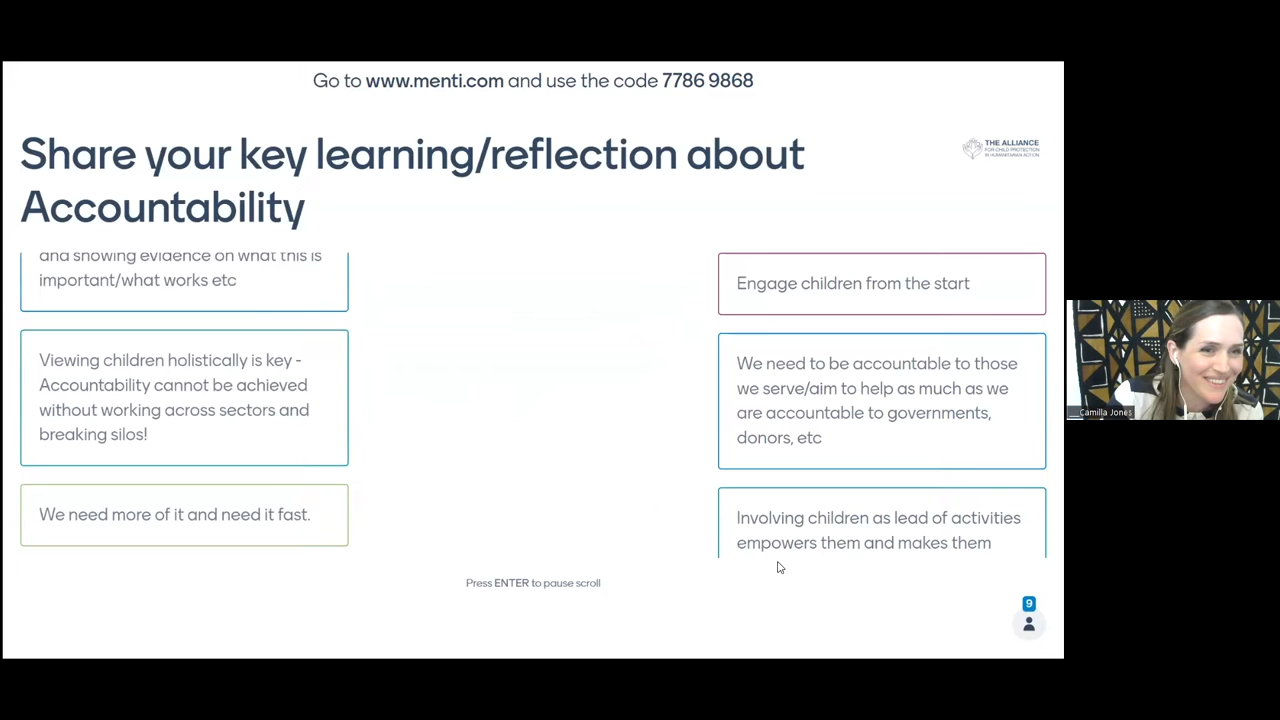 Go to www.menti.com and use the code 7786 9868
Share your key learning/reflection about
Accountability
THE ALLIANCE
FOR CHILD PROTECTION
IN HUMANITARIAN ACTION
and showing evidence on what this is
important/what works etc
Viewing children holistically is key -
Accountability cannot be achieved
without working across sectors and
breaking silos!
We need more of it and need it fast.
Engage children from the start
We need to be accountable to those
we serve/aim to help as much as we
are accountable to governments,
donors, etc
Involving children as lead of activities
empowers them and makes them
Press ENTER to pause scroll
9
Camilla Jones